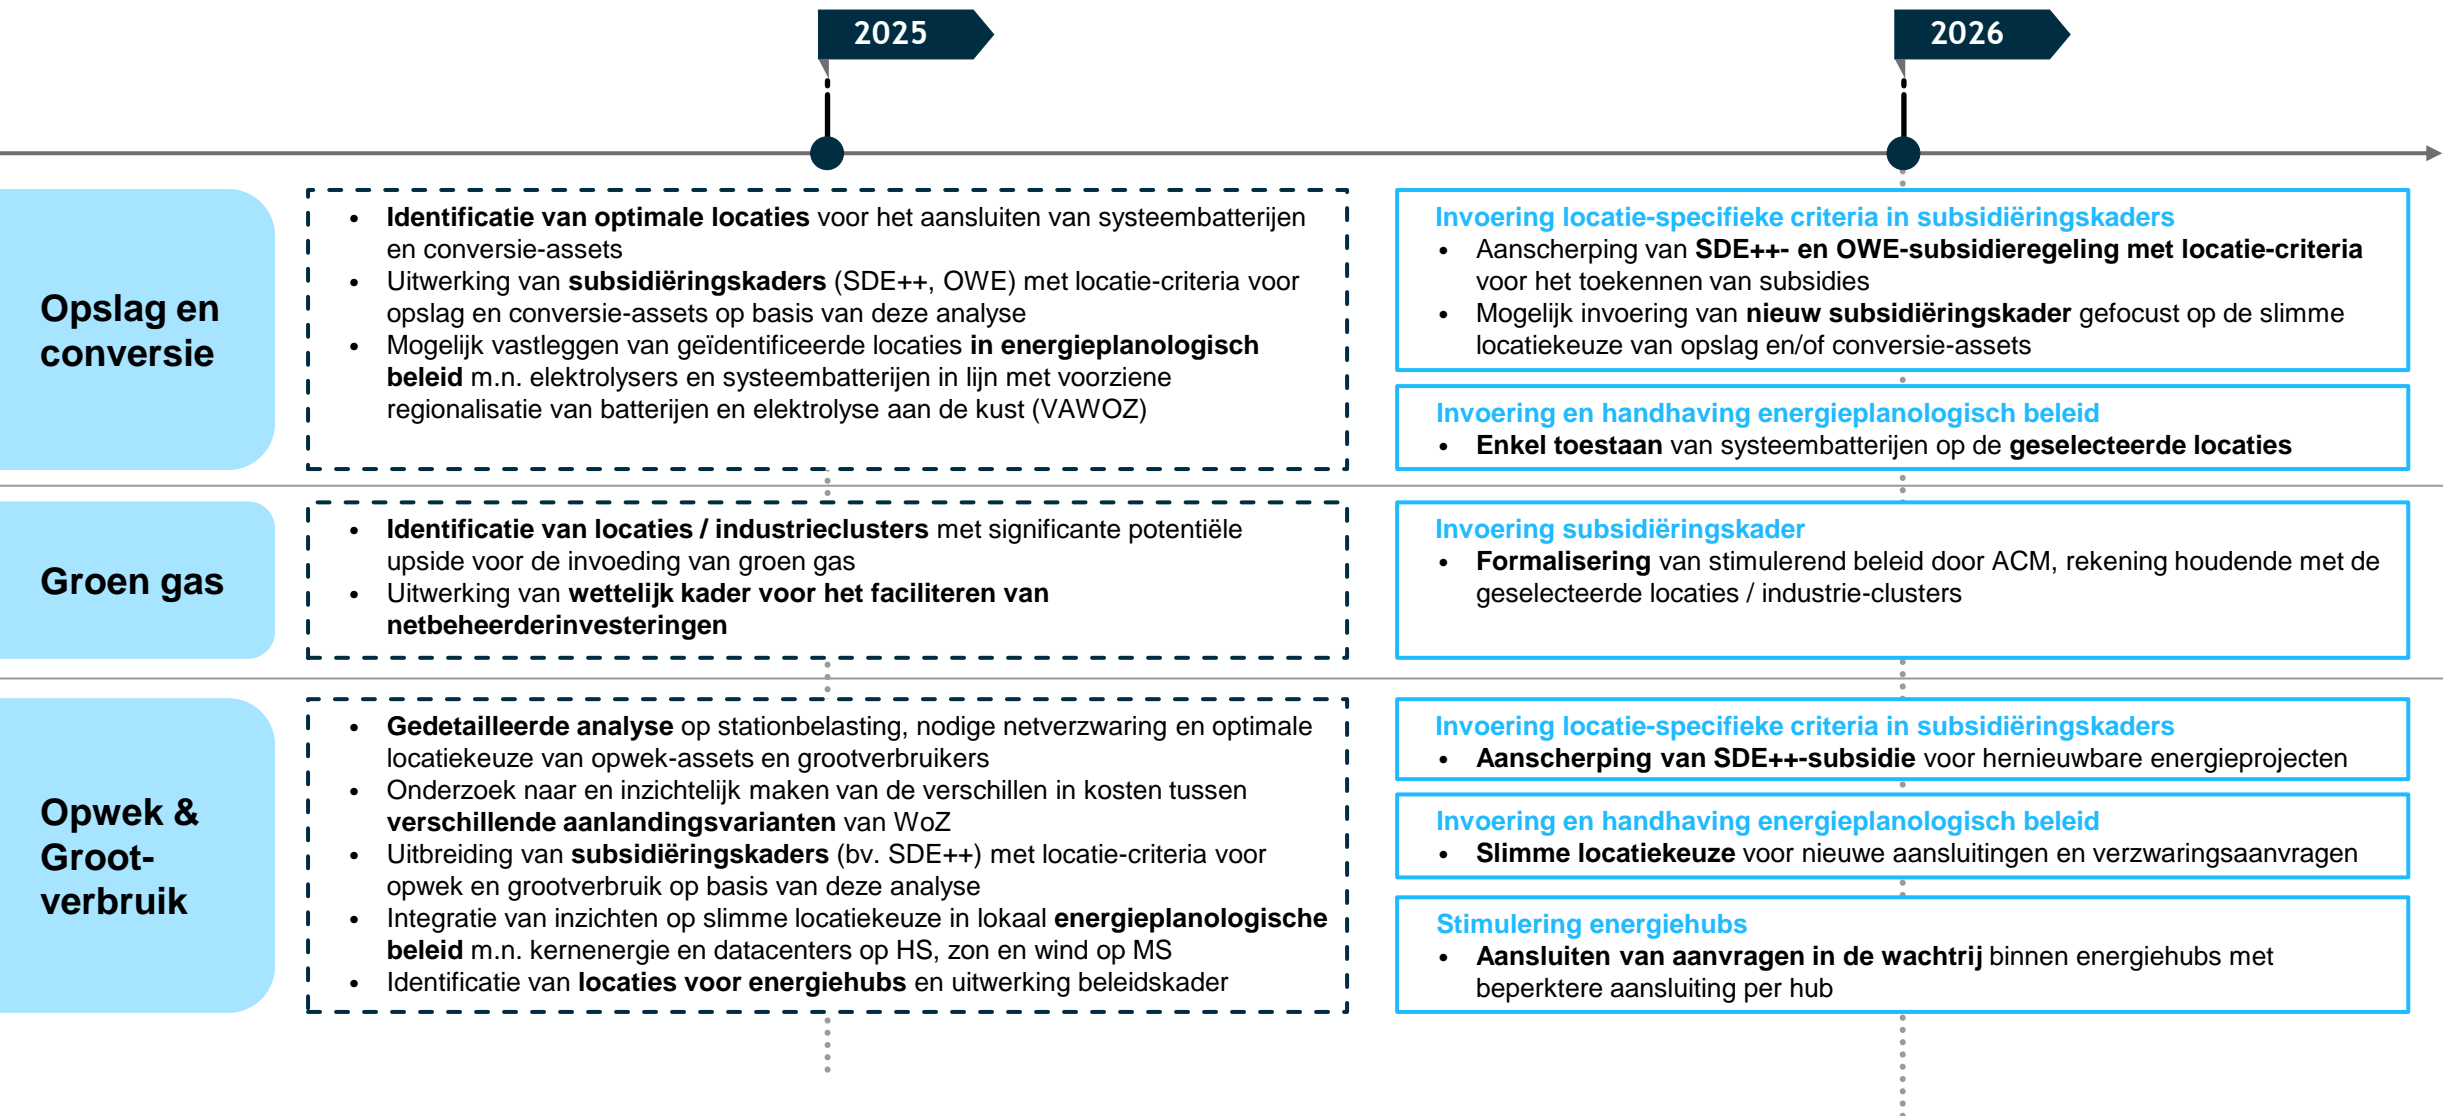 2025
2026
Opslag en
conversie
• Identificatie van optimale locaties voor het aansluiten van systeembatterijen
en conversie-assets
• Uitwerking van subsidiëringskaders (SDE++, OWE) met locatie-criteria voor
opslag en conversie-assets op basis van deze analyse
• Mogelijk vastleggen van geïdentificeerde locaties in energieplanologisch
beleid m.n. elektrolysers en systeembatterijen in lijn met voorziene
regionalisatie van batterijen en elektrolyse aan de kust (VAWOZ)
Invoering locatie-specifieke criteria in subsidiëringskaders
• Aanscherping van SDE++- en OWE-subsidieregeling met locatie-criteria
voor het toekennen van subsidies
• Mogelijk invoering van nieuw subsidiëringskader gefocust op de slimme
locatiekeuze van opslag en/of conversie-assets
Invoering en handhaving energieplanologisch beleid
• Enkel toestaan van systeembatterijen op de geselecteerde locaties
Groen gas
• Identificatie van locaties / industrieclusters met significante potentiële
upside voor de invoeding van groen gas
• Uitwerking van wettelijk kader voor het faciliteren van
netbeheerderinvesteringen
Invoering subsidiëringskader
• Formalisering van stimulerend beleid door ACM, rekening houdende met de
geselecteerde locaties / industrie-clusters
Opwek &
Groot-
verbruik
• Gedetailleerde analyse op stationbelasting, nodige netverzwaring en optimale
locatiekeuze van opwek-assets en grootverbruikers
• Onderzoek naar en inzichtelijk maken van de verschillen in kosten tussen
verschillende aanlandingsvarianten van WoZ
• Uitbreiding van subsidiëringskaders (bv. SDE++) met locatie-criteria voor
opwek en grootverbruik op basis van deze analyse
• Integratie van inzichten op slimme locatiekeuze in lokaal energieplanologische
beleid m.n. kernenergie en datacenters op HS, zon en wind op MS
• Identificatie van locaties voor energiehubs en uitwerking beleidskader
Invoering locatie-specifieke criteria in subsidiëringskaders
• Aanscherping van SDE++-subsidie voor hernieuwbare energieprojecten
Invoering en handhaving energieplanologisch beleid
• Slimme locatiekeuze voor nieuwe aansluitingen en verzwaringsaanvragen
Stimulering energiehubs
• Aansluiten van aanvragen in de wachtrij binnen energiehubs met
beperktere aansluiting per hub